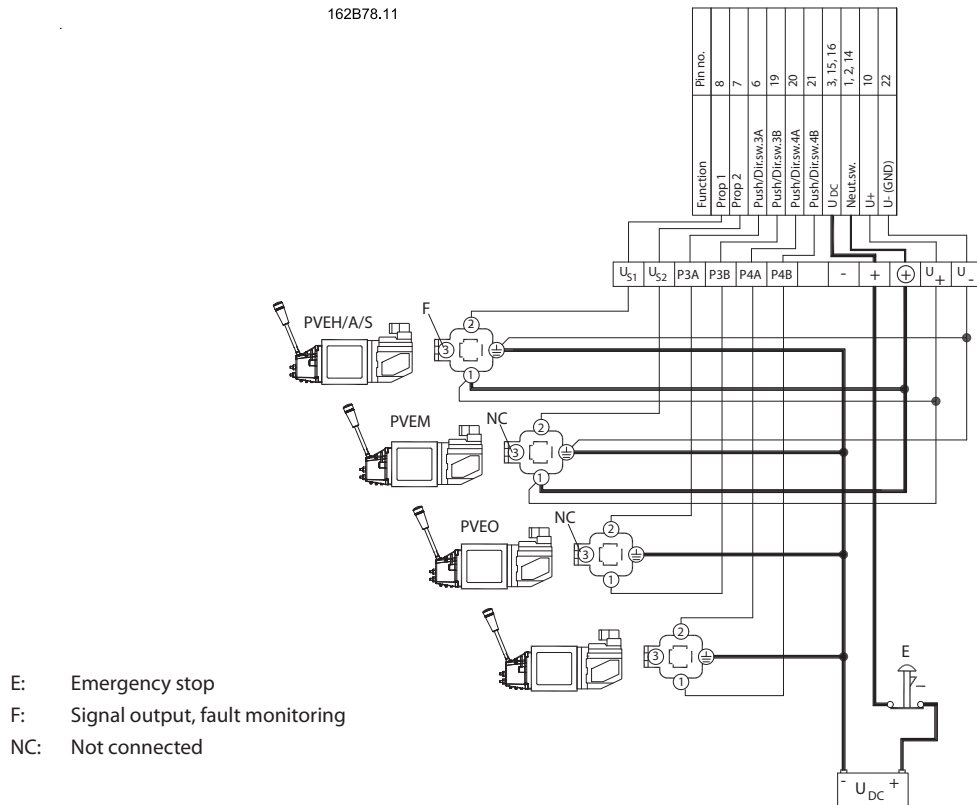 162B78.11
Function Pin no.
Prop 1 8
Prop 2 7
Push/Dir.sw.3A 6
Push/Dir.sw.3B 19
Push/Dir.sw.4A 20
Push/Dir.sw.4B 21
U DC 3, 15, 16
Neut.sw. 1, 2, 14
U+ 10
U- (GND) 22
US1 US2 P3A P3B P4A P4B - + + U+ U-
F
PVEH/A/S
2
3
1
PVEM
NC
2
3
1
PVEO
NC
2
3
1
2
3
1
E
E: Emergency stop
F: Signal output, fault monitoring
NC: Not connected
- UDC +